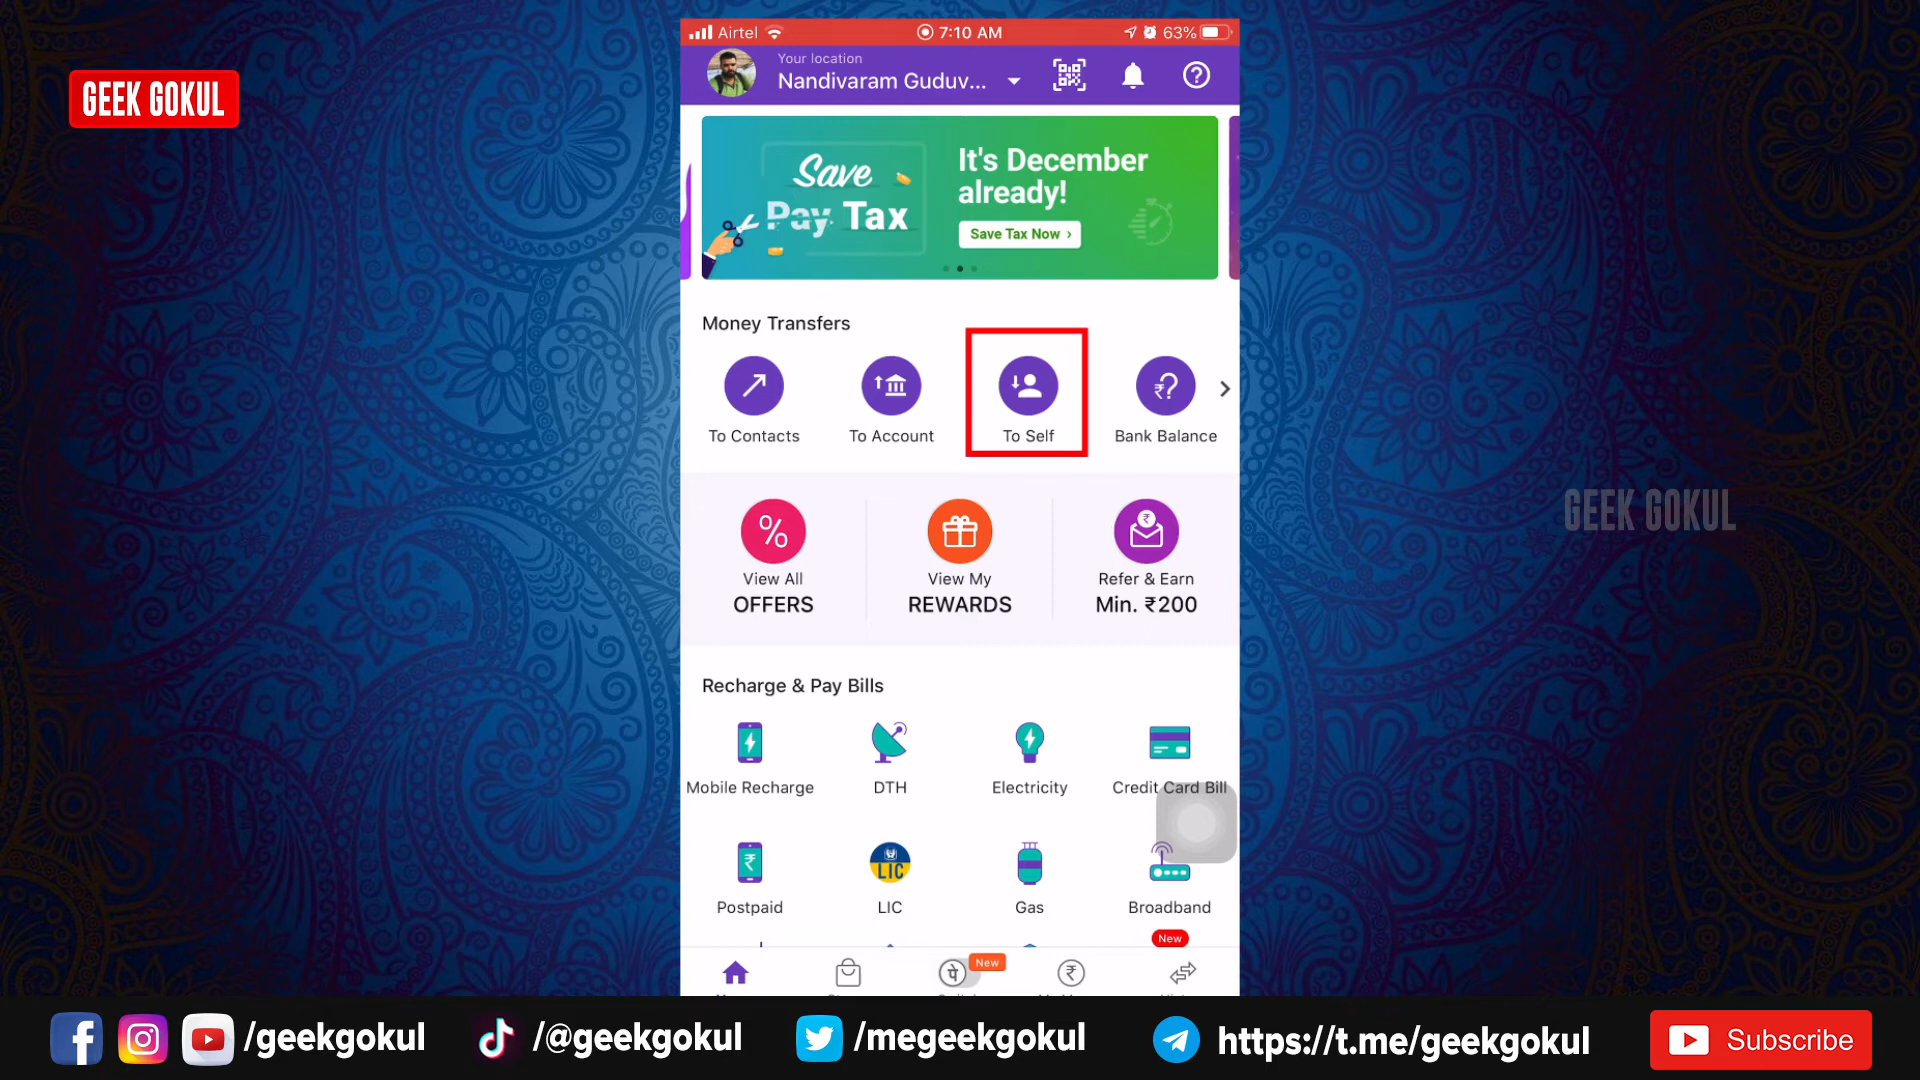 GEEK GOKUL
Airtel
7:10 AM
63%
Your location
Nandivaram Guduv...
Save
Pay Tax
It's December
already!
Save Tax Now ›
Money Transfers
To Contacts
To Account
To Self
Bank Balance
GEEK GOKUL
View All
OFFERS
View My
REWARDS
Refer & Earn
Min. ₹200
Recharge & Pay Bills
Mobile Recharge
DTH
Electricity
Credit Card Bill
LIC
Postpaid
LIC
Gas
Broadband
New
New
पे
/geekgokul
/@geekgokul
/megeekgokul
https://t.me/geekgokul
Subscribe